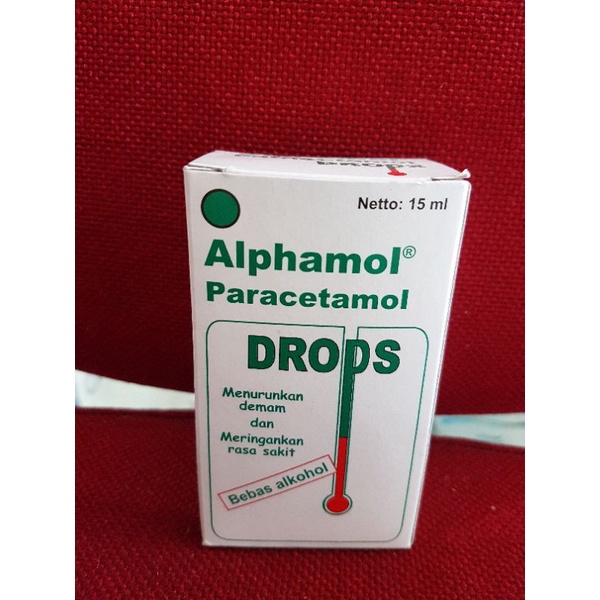 Netto: 15 ml
Alphamol®
Paracetamol
DROPS
Menurunkan
demam
dan
Meringankan
rasa sakit
Bebas alkohol